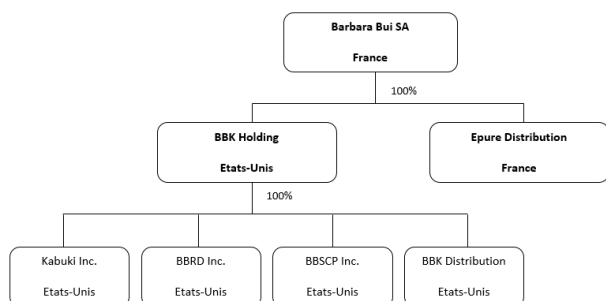 Barbara Bui SA
France
100%
BBK Holding
Etats-Unis
Epure Distribution
France
100%
Kabuki Inc.
Etats-Unis
BBRD Inc.
Etats-Unis
BBSCP Inc.
Etats-Unis
BBK Distribution
Etats-Unis